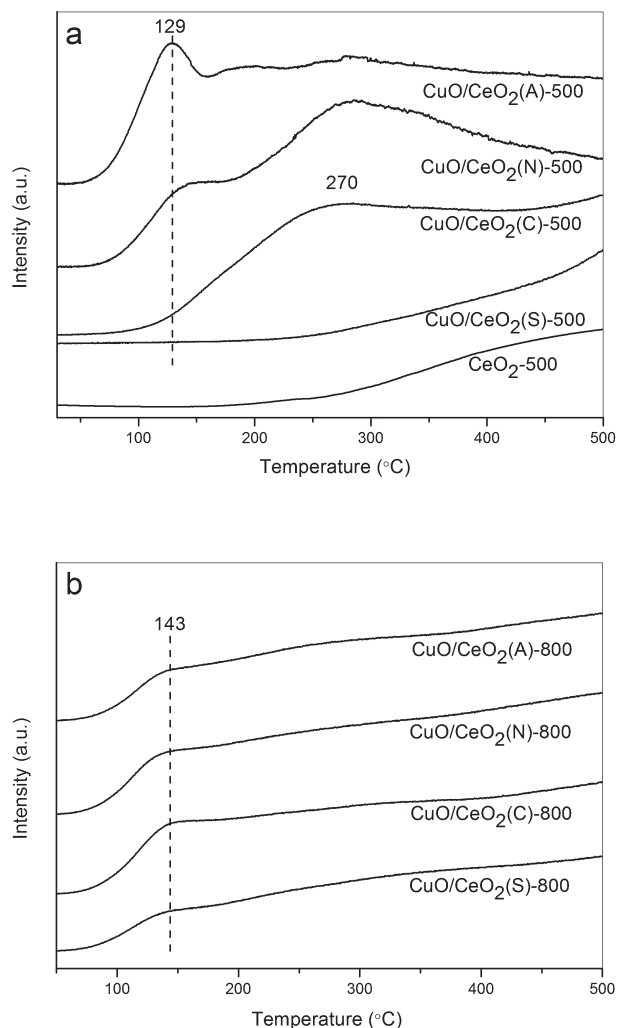 a
129
CuO/CeO2(A)-500
CuO/CeO2(N)-500
270
CuO/CeO2(C)-500
CuO/CeO2(S)-500
CeO2-500
Intensity (a.u.)
100 200 300 400 500
Temperature (°C)
b
143
CuO/CeO2(A)-800
CuO/CeO2(N)-800
CuO/CeO2(C)-800
CuO/CeO2(S)-800
Intensity (a.u.)
100 200 300 400 500
Temperature (°C)